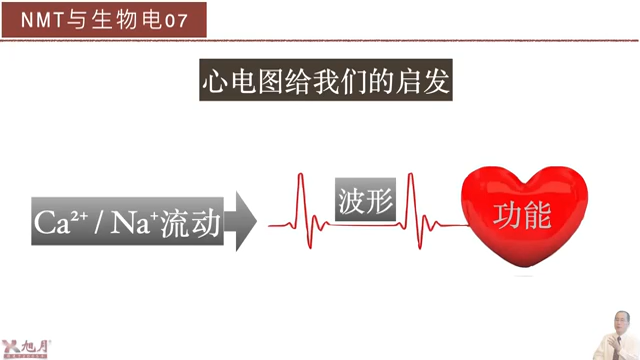 NMT与生物电07
心电图给我们的启发
Ca²⁺ / Na⁺流动
波形
功能
旭月®